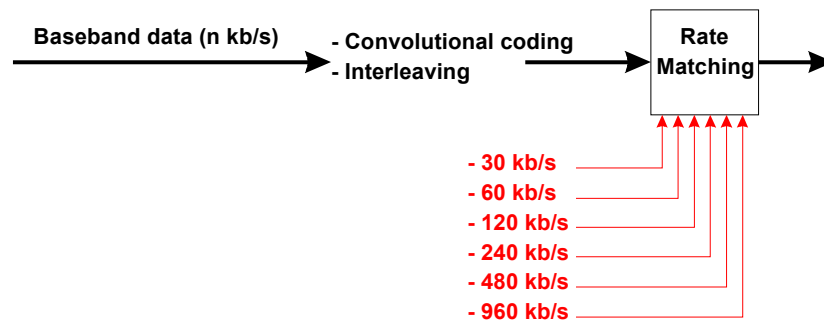 Baseband data (n kb/s)
- Convolutional coding
- Interleaving
Rate
Matching
- 30 kb/s
- 60 kb/s
- 120 kb/s
- 240 kb/s
- 480 kb/s
- 960 kb/s